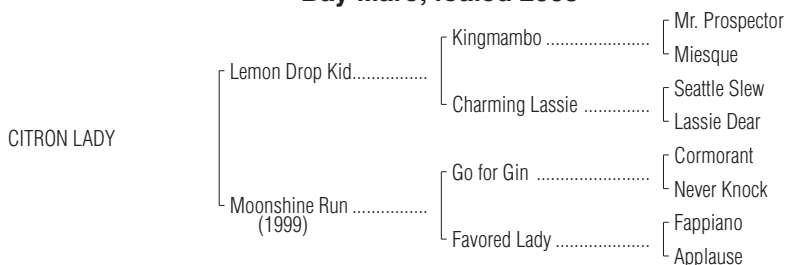 Bay Mare; foaled
Mr. Prospector
Kingmambo ......................
Miesque
Lemon Drop Kid................
Seattle Slew
Charming Lassie ..............
Lassie Dear
CITRON LADY
Cormorant
Go for Gin ........................
Never Knock
Moonshine Run ................
(1999)
Fappiano
Favored Lady ....................
Applause